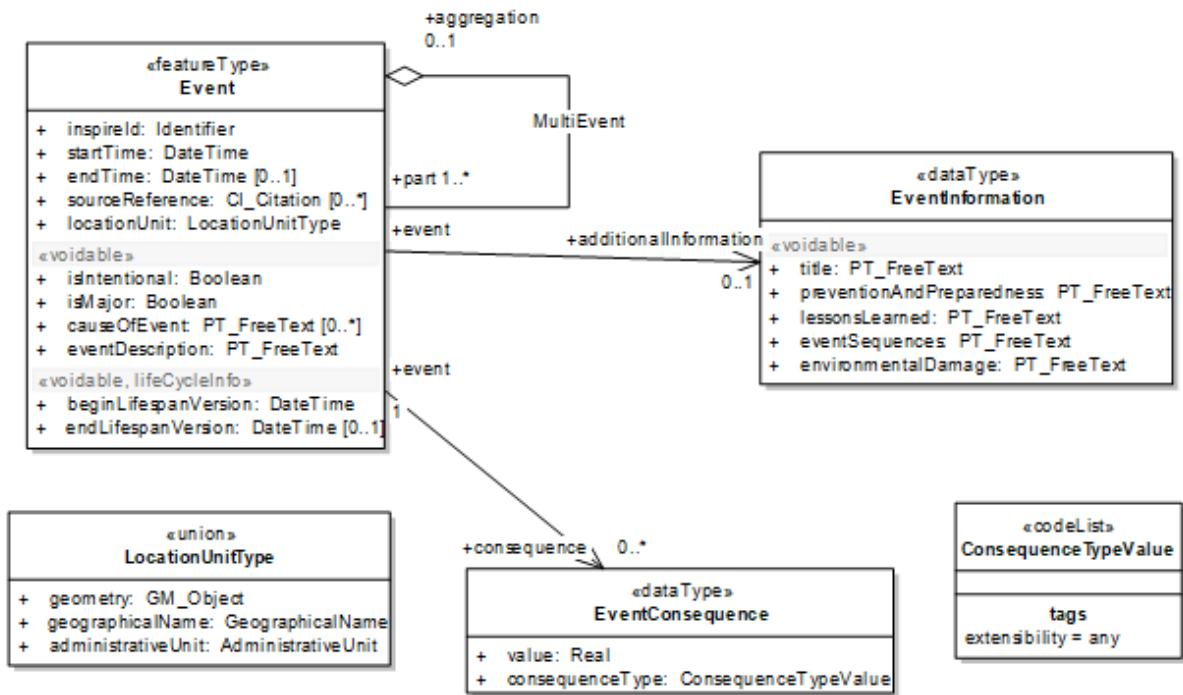 +aggregation
0..1
«featureType»
Event
+ inspireId: Identifier
+ startTime: DateTime
+ endTime: DateTime [0..1]
+ sourceReference: CI_Citation [0..*]
+ locationUnit: LocationUnitType
«voidable»
+ isIntentional: Boolean
+ isMajor: Boolean
+ causeOfEvent: PT_FreeText [0..*]
+ eventDescription: PT_FreeText
«voidable, lifeCycleInfo»
+ beginLifespanVersion: DateTime
+ endLifespanVersion: DateTime [0..1]
MultiEvent
+part 1..*
+event
+additionalInformation
0..1
«dataType»
EventInformation
«voidable»
+ title: PT_FreeText
+ preventionAndPreparedness: PT_FreeText
+ lessonsLearned: PT_FreeText
+ eventSequences: PT_FreeText
+ environmentalDamage: PT_FreeText
+event
1
+consequence 0..*
«union»
LocationUnitType
+ geometry: GM_Object
+ geographicalName: GeographicalName
+ administrativeUnit: AdministrativeUnit
«dataType»
EventConsequence
+ value: Real
+ consequenceType: ConsequenceTypeValue
«codeList»
ConsequenceTypeValue
tags
extensibility = any